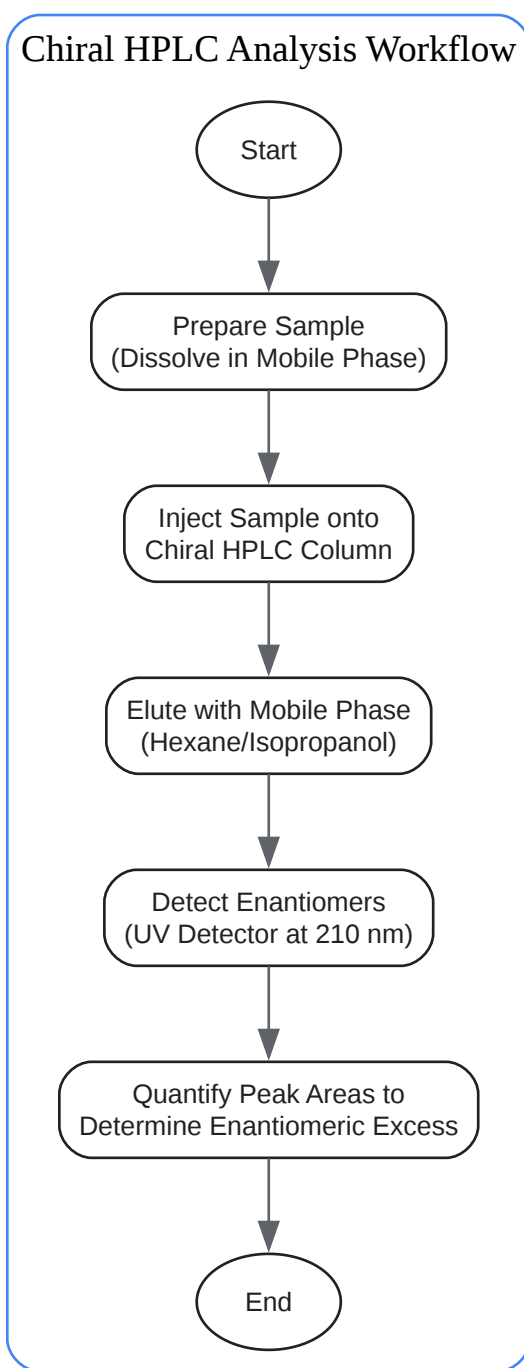 Chiral HPLC Analysis Workflow
Start
Prepare Sample
(Dissolve in Mobile Phase)
Inject Sample onto
Chiral HPLC Column
Elute with Mobile Phase
(Hexane/Isopropanol)
Detect Enantiomers
(UV Detector at 210 nm)
Quantify Peak Areas to
Determine Enantiomeric Excess
End